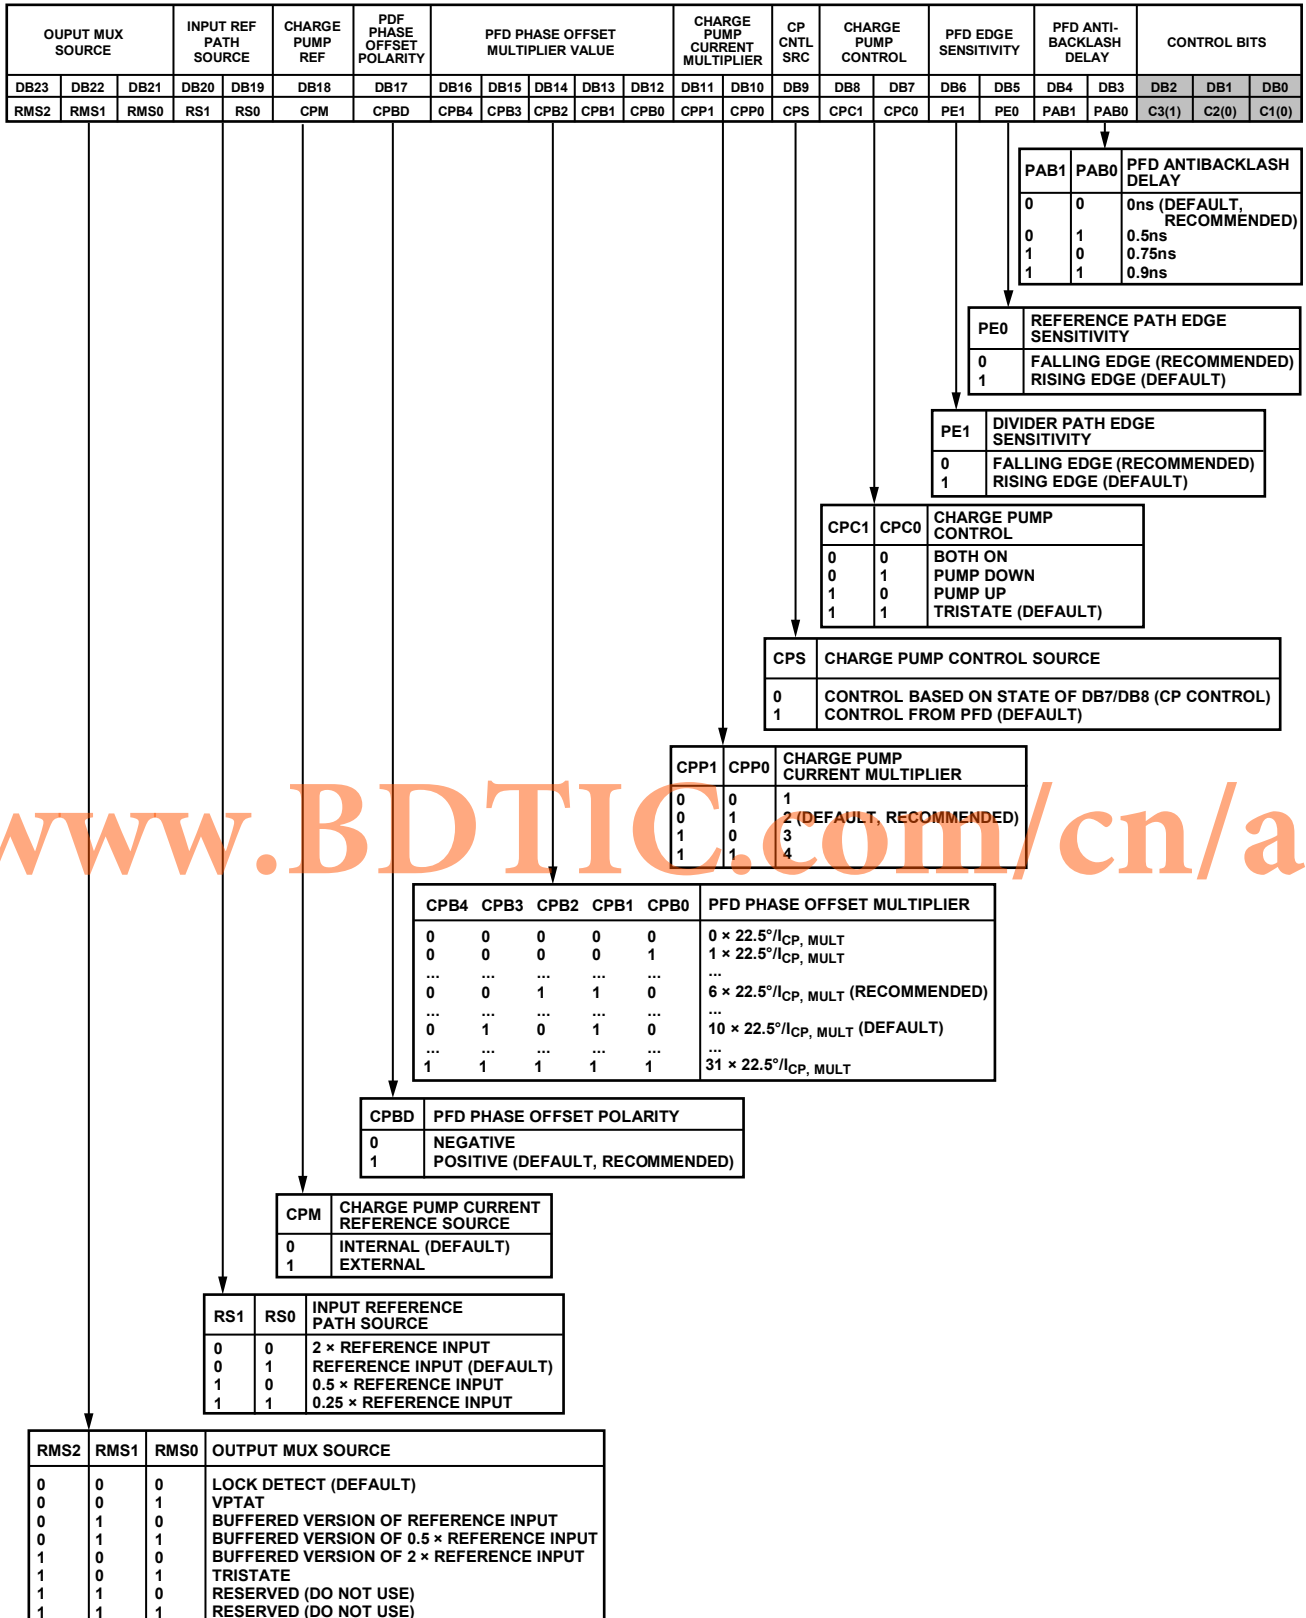 OUPUT MUX SOURCE | INPUT REF PATH SOURCE | CHARGE PUMP REF | PDF PHASE OFFSET POLARITY | PFD PHASE OFFSET MULTIPLIER VALUE | CHARGE PUMP CURRENT MULTIPLIER | CP CNTL SRC | CHARGE PUMP CONTROL | PFD EDGE SENSITIVITY | PFD ANTI-BACKLASH DELAY | CONTROL BITS
DB23 DB22 DB21 DB20 DB19 DB18 DB17 DB16 DB15 DB14 DB13 DB12 DB11 DB10 DB9 DB8 DB7 DB6 DB5 DB4 DB3 DB2 DB1 DB0
RMS2 RMS1 RMS0 RS1 RS0 CPM CPBD CPB4 CPB3 CPB2 CPB1 CPB0 CPP1 CPP0 CPS CPC1 CPC0 PE1 PE0 PAB1 PAB0 C3(1) C2(0) C1(0)
PAB1 PAB0 PFD ANTIBACKLASH DELAY
0 0 0ns (DEFAULT, RECOMMENDED)
0 1 0.5ns
1 0 0.75ns
1 1 0.9ns
PE0 REFERENCE PATH EDGE SENSITIVITY
0 FALLING EDGE (RECOMMENDED)
1 RISING EDGE (DEFAULT)
PE1 DIVIDER PATH EDGE SENSITIVITY
0 FALLING EDGE (RECOMMENDED)
1 RISING EDGE (DEFAULT)
CPC1 CPC0 CHARGE PUMP CONTROL
0 0 BOTH ON
0 1 PUMP DOWN
1 0 PUMP UP
1 1 TRISTATE (DEFAULT)
CPS CHARGE PUMP CONTROL SOURCE
0 CONTROL BASED ON STATE OF DB7/DB8 (CP CONTROL)
1 CONTROL FROM PFD (DEFAULT)
CPP1 CPP0 CHARGE PUMP CURRENT MULTIPLIER
0 0 1
0 1 2 (DEFAULT, RECOMMENDED)
1 0 3
1 1 4
www.BDTIC.com/cn/a
CPB4 CPB3 CPB2 CPB1 CPB0 PFD PHASE OFFSET MULTIPLIER
0 0 0 0 0 0 × 22.5°/ICP, MULT
0 0 0 0 1 1 × 22.5°/ICP, MULT
... ... ... ... ... ...
0 0 1 1 0 6 × 22.5°/ICP, MULT (RECOMMENDED)
... ... ... ... ... ...
0 1 0 1 0 10 × 22.5°/ICP, MULT (DEFAULT)
... ... ... ... ... ...
1 1 1 1 1 31 × 22.5°/ICP, MULT
CPBD PFD PHASE OFFSET POLARITY
0 NEGATIVE
1 POSITIVE (DEFAULT, RECOMMENDED)
CPM CHARGE PUMP CURRENT REFERENCE SOURCE
0 INTERNAL (DEFAULT)
1 EXTERNAL
RS1 RS0 INPUT REFERENCE PATH SOURCE
0 0 2 × REFERENCE INPUT
0 1 REFERENCE INPUT (DEFAULT)
1 0 0.5 × REFERENCE INPUT
1 1 0.25 × REFERENCE INPUT
RMS2 RMS1 RMS0 OUTPUT MUX SOURCE
0 0 0 LOCK DETECT (DEFAULT)
0 0 1 VPTAT
0 1 0 BUFFERED VERSION OF REFERENCE INPUT
0 1 1 BUFFERED VERSION OF 0.5 × REFERENCE INPUT
1 0 0 BUFFERED VERSION OF 2 × REFERENCE INPUT
1 0 1 TRISTATE
1 1 0 RESERVED (DO NOT USE)
1 1 1 RESERVED (DO NOT USE)